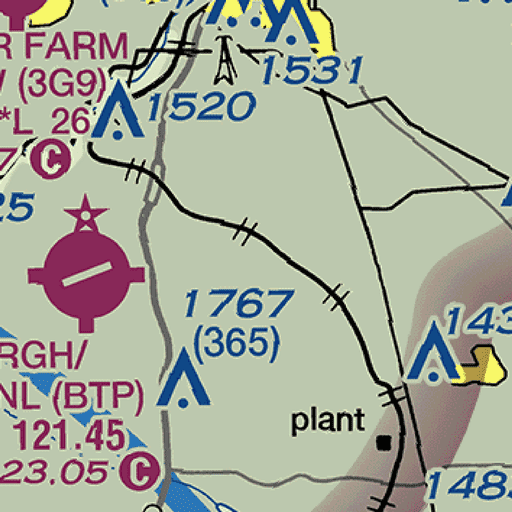 R FARM
(3G9)
*L 26
C
1531
1520
25
1767
(365)
143
RGH/
NL (BTP)
121.45
23.05 C
plant
148